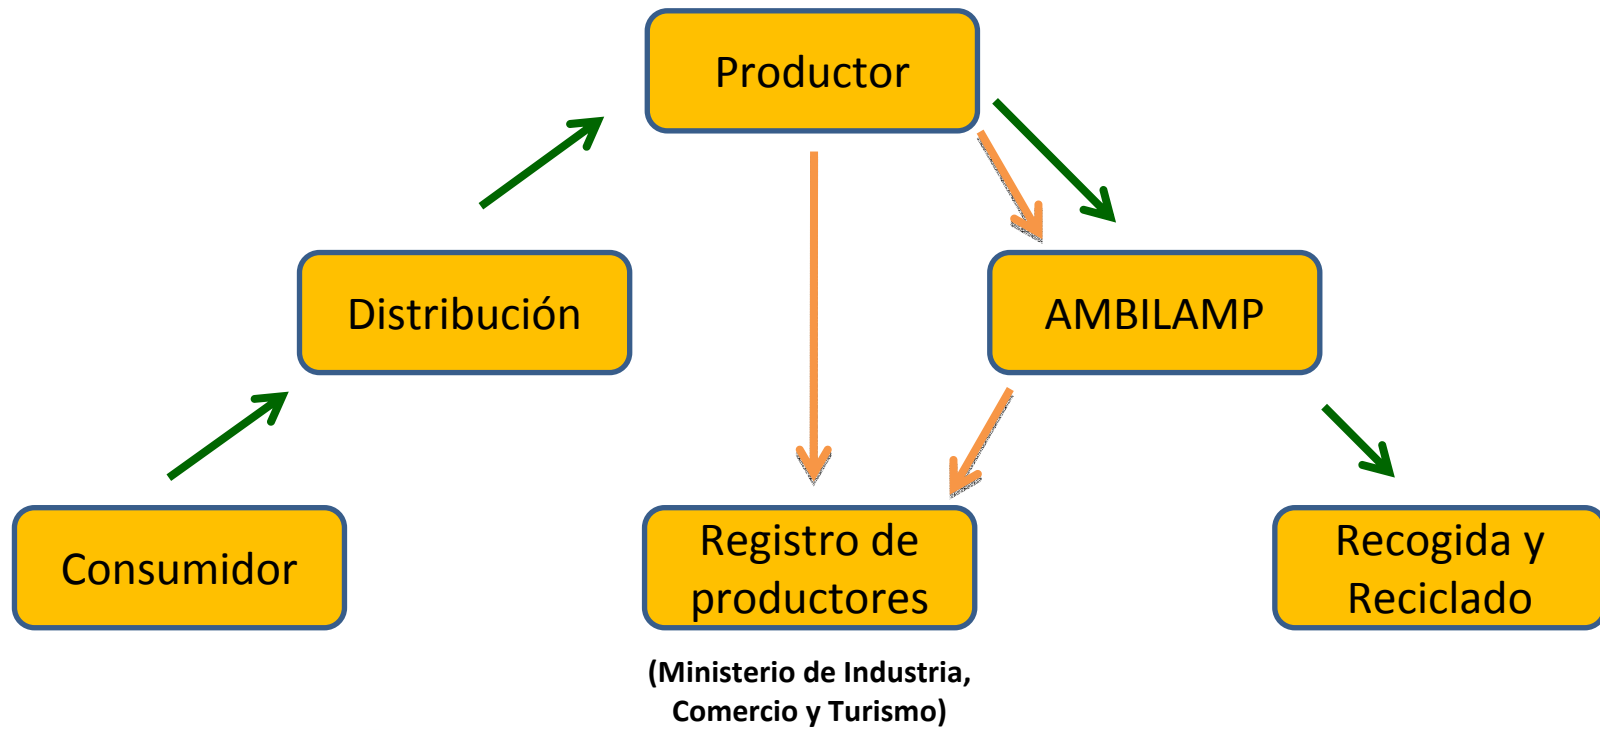 Productor
Distribución
AMBILAMP
Consumidor
Registro de
productores
Recogida y
Reciclado
(Ministerio de Industria,
Comercio y Turismo)